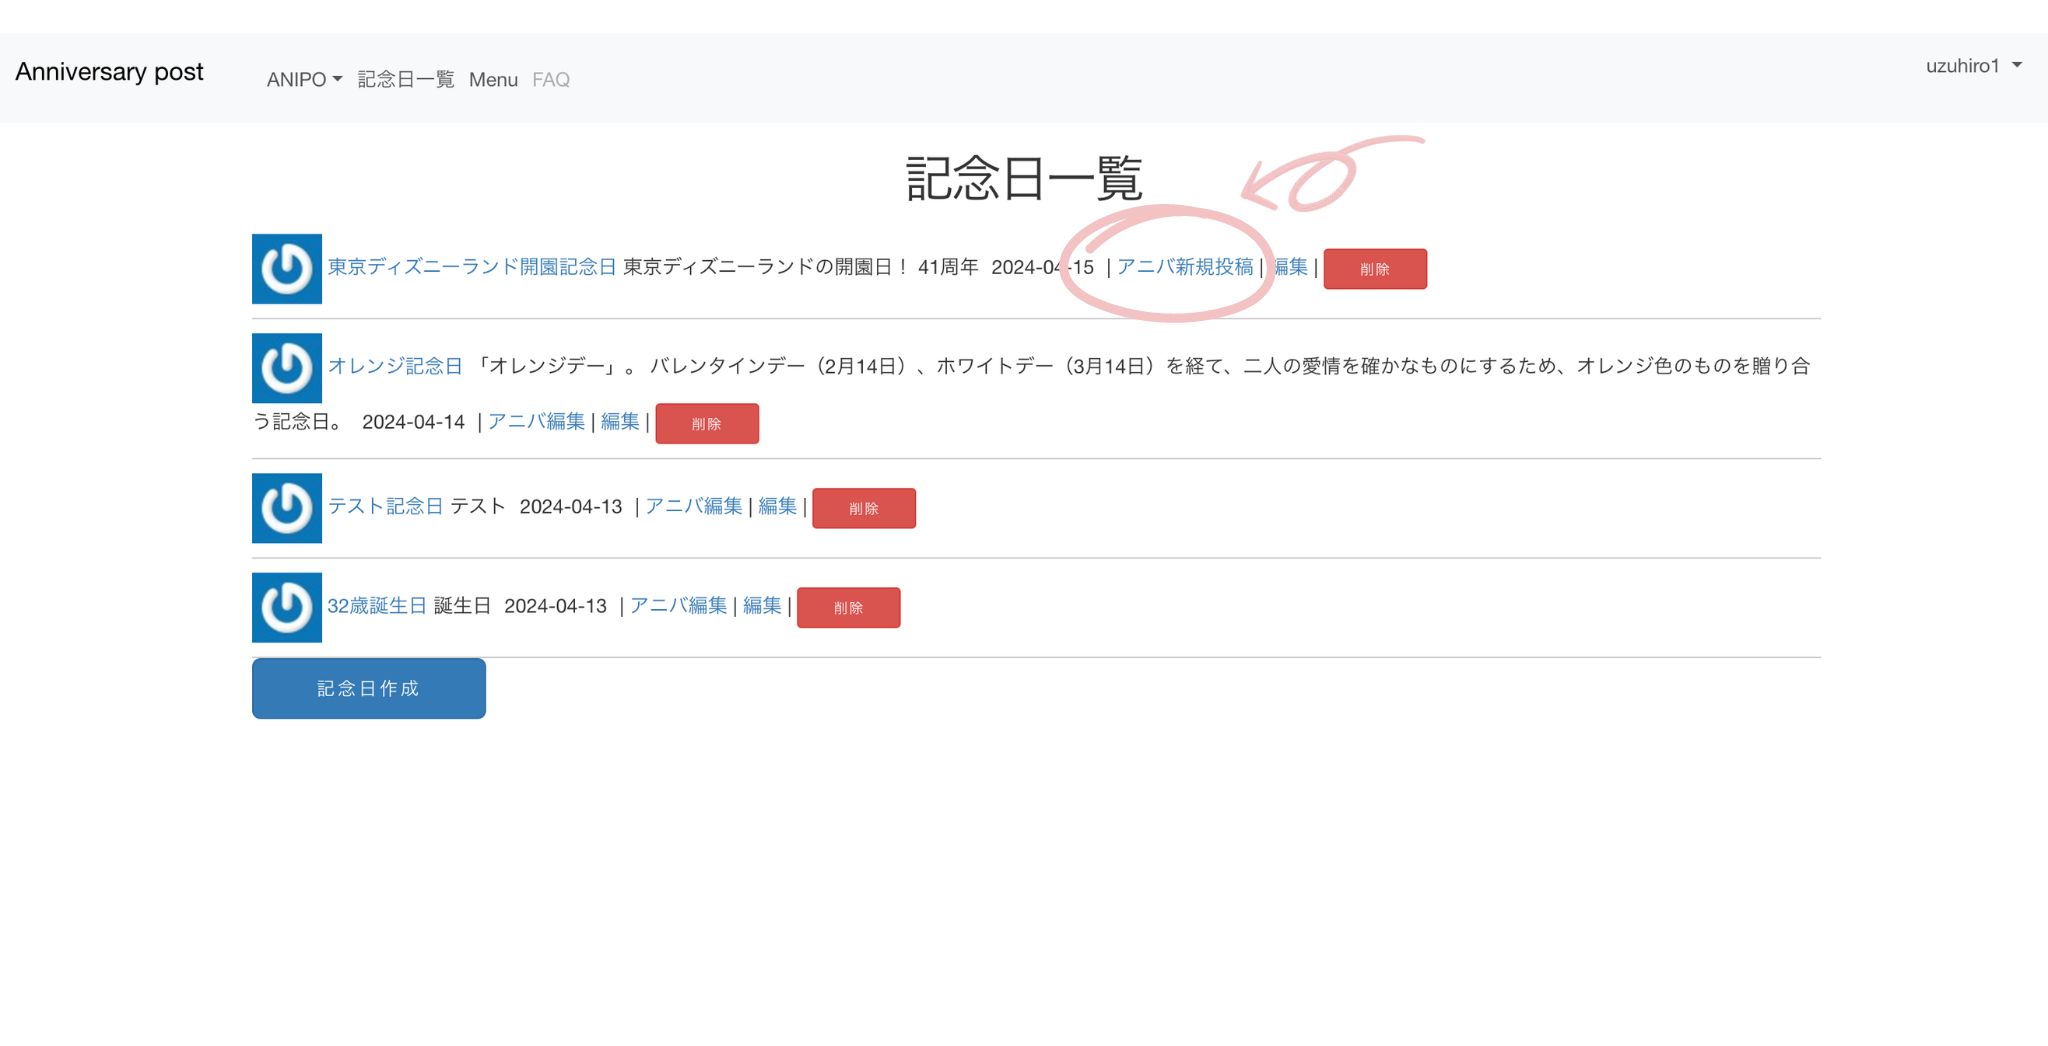 Anniversary post
ANIPO 記念日一覧 Menu FAQ
uzuhiro1
記念日一覧
東京ディズニーランド開園記念日 東京ディズニーランドの開園日！ 41周年 2024-04-15 | アニバ新規投稿 | 編集 | 削除
オレンジ記念日 「オレンジデー」。 バレンタインデー（2月14日）、ホワイトデー（3月14日）を経て、二人の愛情を確かなものにするため、オレンジ色のものを贈り合
う記念日。 2024-04-14 | アニバ編集 | 編集 | 削除
テスト記念日 テスト 2024-04-13 | アニバ編集 | 編集 | 削除
32歳誕生日 誕生日 2024-04-13 | アニバ編集 | 編集 | 削除
記念日作成